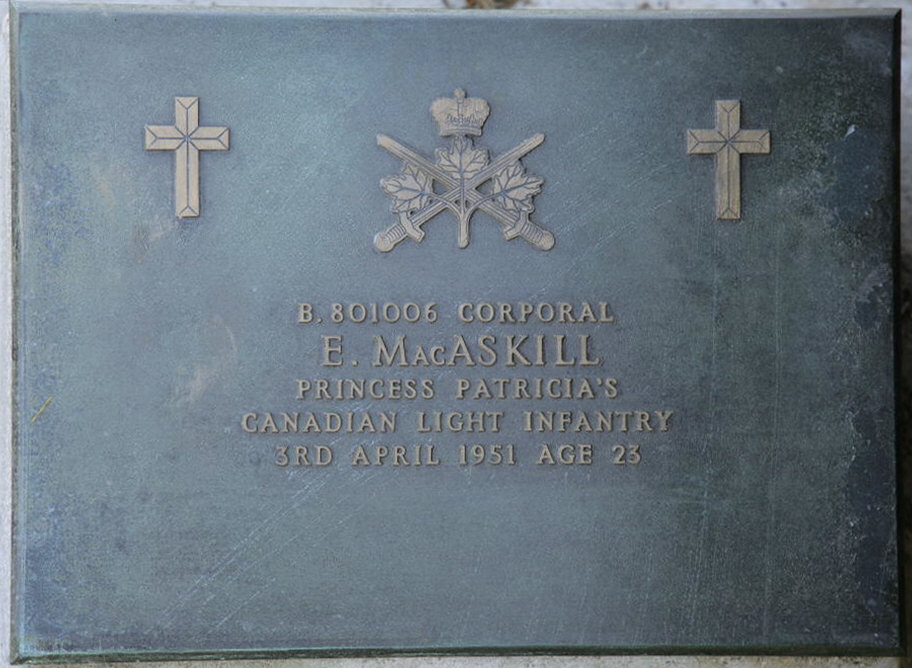 B. 801006 CORPORAL
E. MacASKILL
PRINCESS PATRICIA'S
CANADIAN LIGHT INFANTRY
3RD APRIL 1951 AGE 23